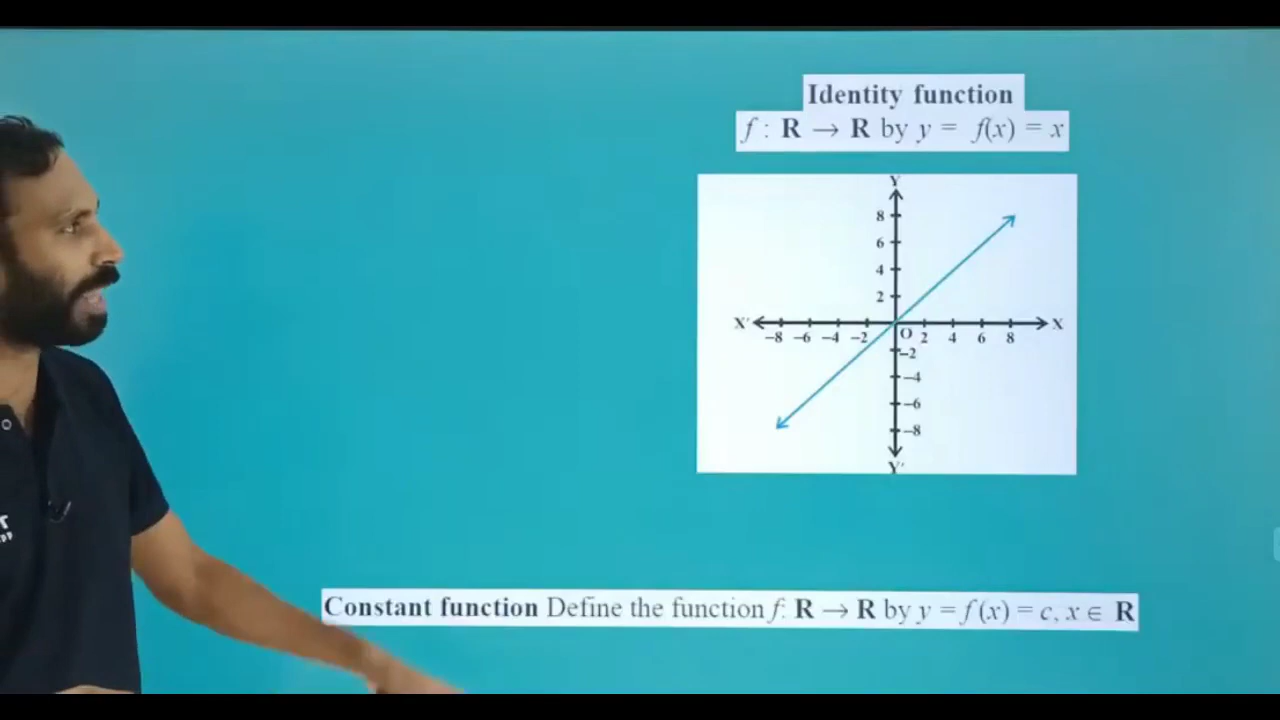 Identity function
f : R → R by y = f(x) = x
Y
8
6
4
2
X′ –8 –6 –4 –2 O 2 4 6 8 X
–2
–4
–6
–8
Y′
Constant function Define the function f: R → R by y = f (x) = c, x ∈ R